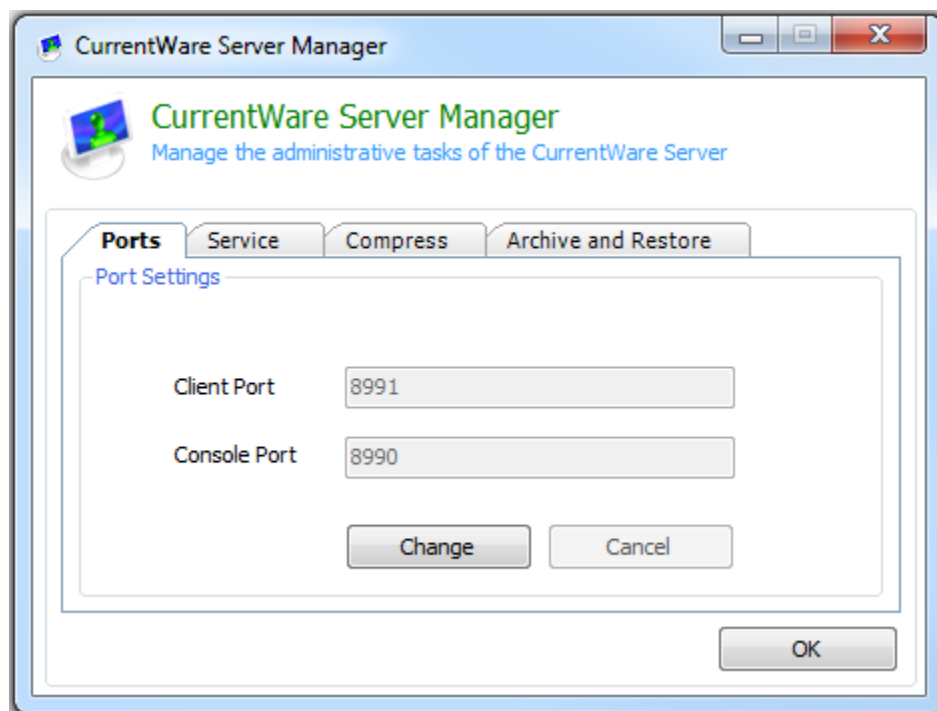 CurrentWare Server Manager
CurrentWare Server Manager
Manage the administrative tasks of the CurrentWare Server
Ports Service Compress Archive and Restore
Port Settings
Client Port 8991
Console Port 8990
Change Cancel
OK